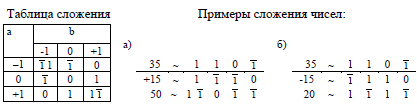 Таблица сложения
Примеры сложения чисел:
a b
-1 0 +1
–1 1̅ 1 1̅ 0
0 1̅ 0 1
+1 0 1 1 1̅
а)
35 ~ 1 1 0 1̅
+15 ~ 1 1̅ 1̅ 0
50 ~ 1 1̅ 0 1̅ 1̅
б)
35 ~ 1 1 0 1̅
-15 ~ 1̅ 1 1 0
20 ~ 1 1̅ 1 1̅